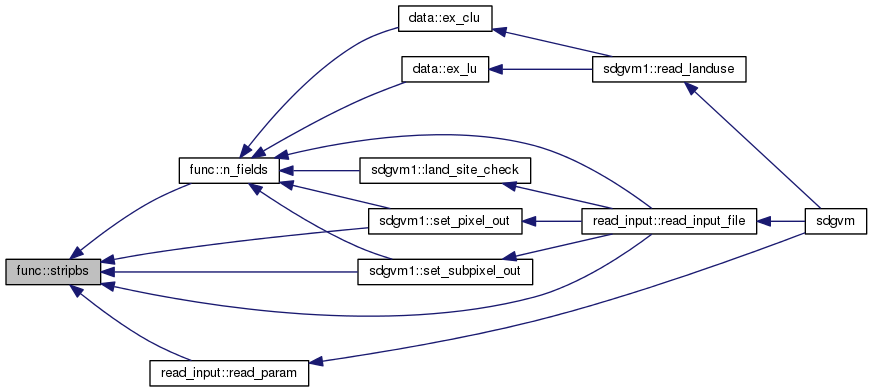 data::ex_clu
data::ex_lu
sdgvm1::read_landuse
func::n_fields
sdgvm1::land_site_check
sdgvm1::set_pixel_out
read_input::read_input_file
sdgvm
func::stripbs
sdgvm1::set_subpixel_out
read_input::read_param